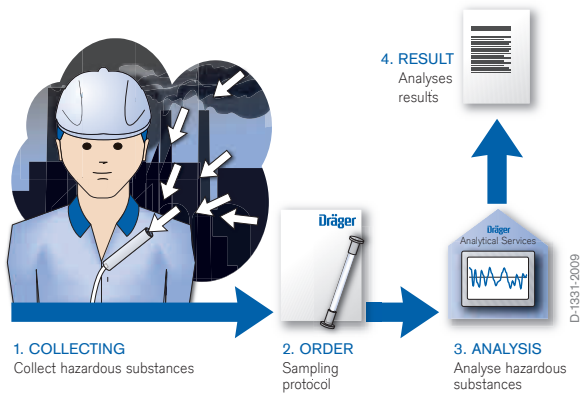 4. RESULT
Analyses
results
Dräger
Dräger
Analytical Services
D-1331-2009
1. COLLECTING
Collect hazardous substances
2. ORDER
Sampling
protocol
3. ANALYSIS
Analyse hazardous
substances